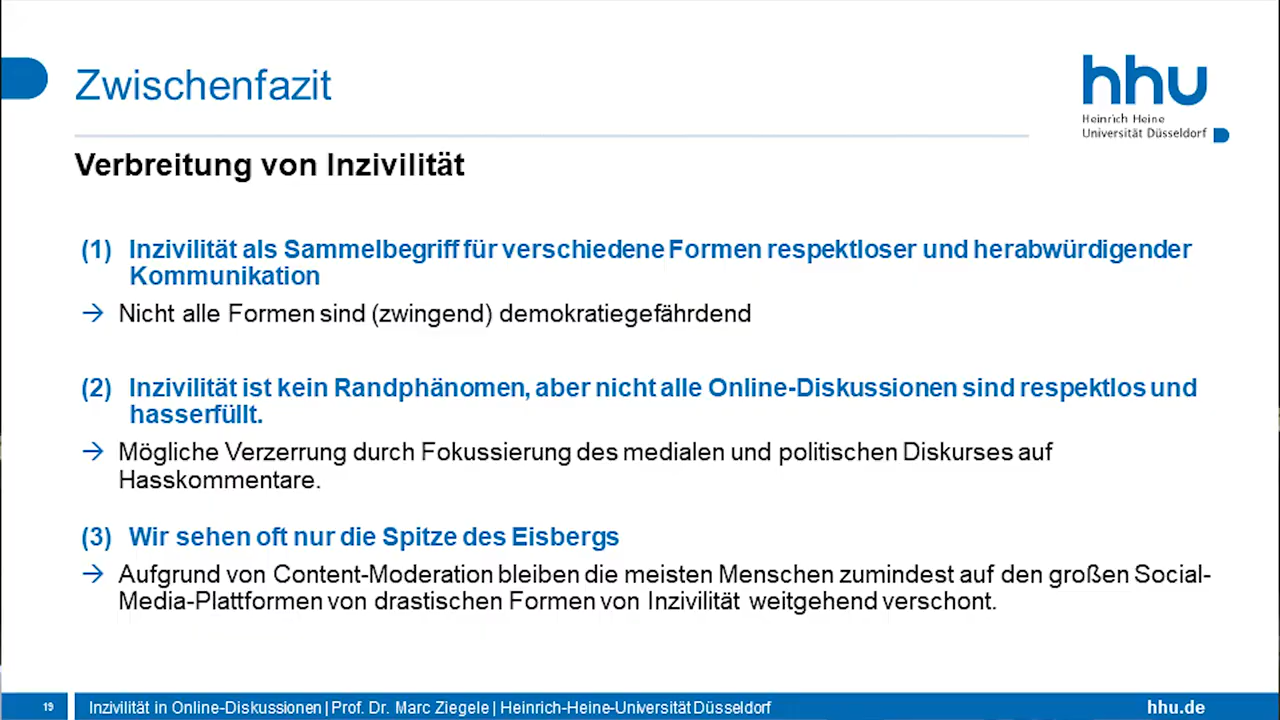 Zwischenfazit
hhu
Heinrich Heine
Universität Düsseldorf
Verbreitung von Inzivilität
(1) Inzivilität als Sammelbegriff für verschiedene Formen respektloser und herabwürdigender
Kommunikation
→ Nicht alle Formen sind (zwingend) demokratiegefährdend
(2) Inzivilität ist kein Randphänomen, aber nicht alle Online-Diskussionen sind respektlos und
hasserfüllt.
→ Mögliche Verzerrung durch Fokussierung des medialen und politischen Diskurses auf
Hasskommentare.
(3) Wir sehen oft nur die Spitze des Eisbergs
→ Aufgrund von Content-Moderation bleiben die meisten Menschen zumindest auf den großen Social-
Media-Plattformen von drastischen Formen von Inzivilität weitgehend verschont.
19 Inzivilität in Online-Diskussionen | Prof. Dr. Marc Ziegele | Heinrich-Heine-Universität Düsseldorf hhu.de